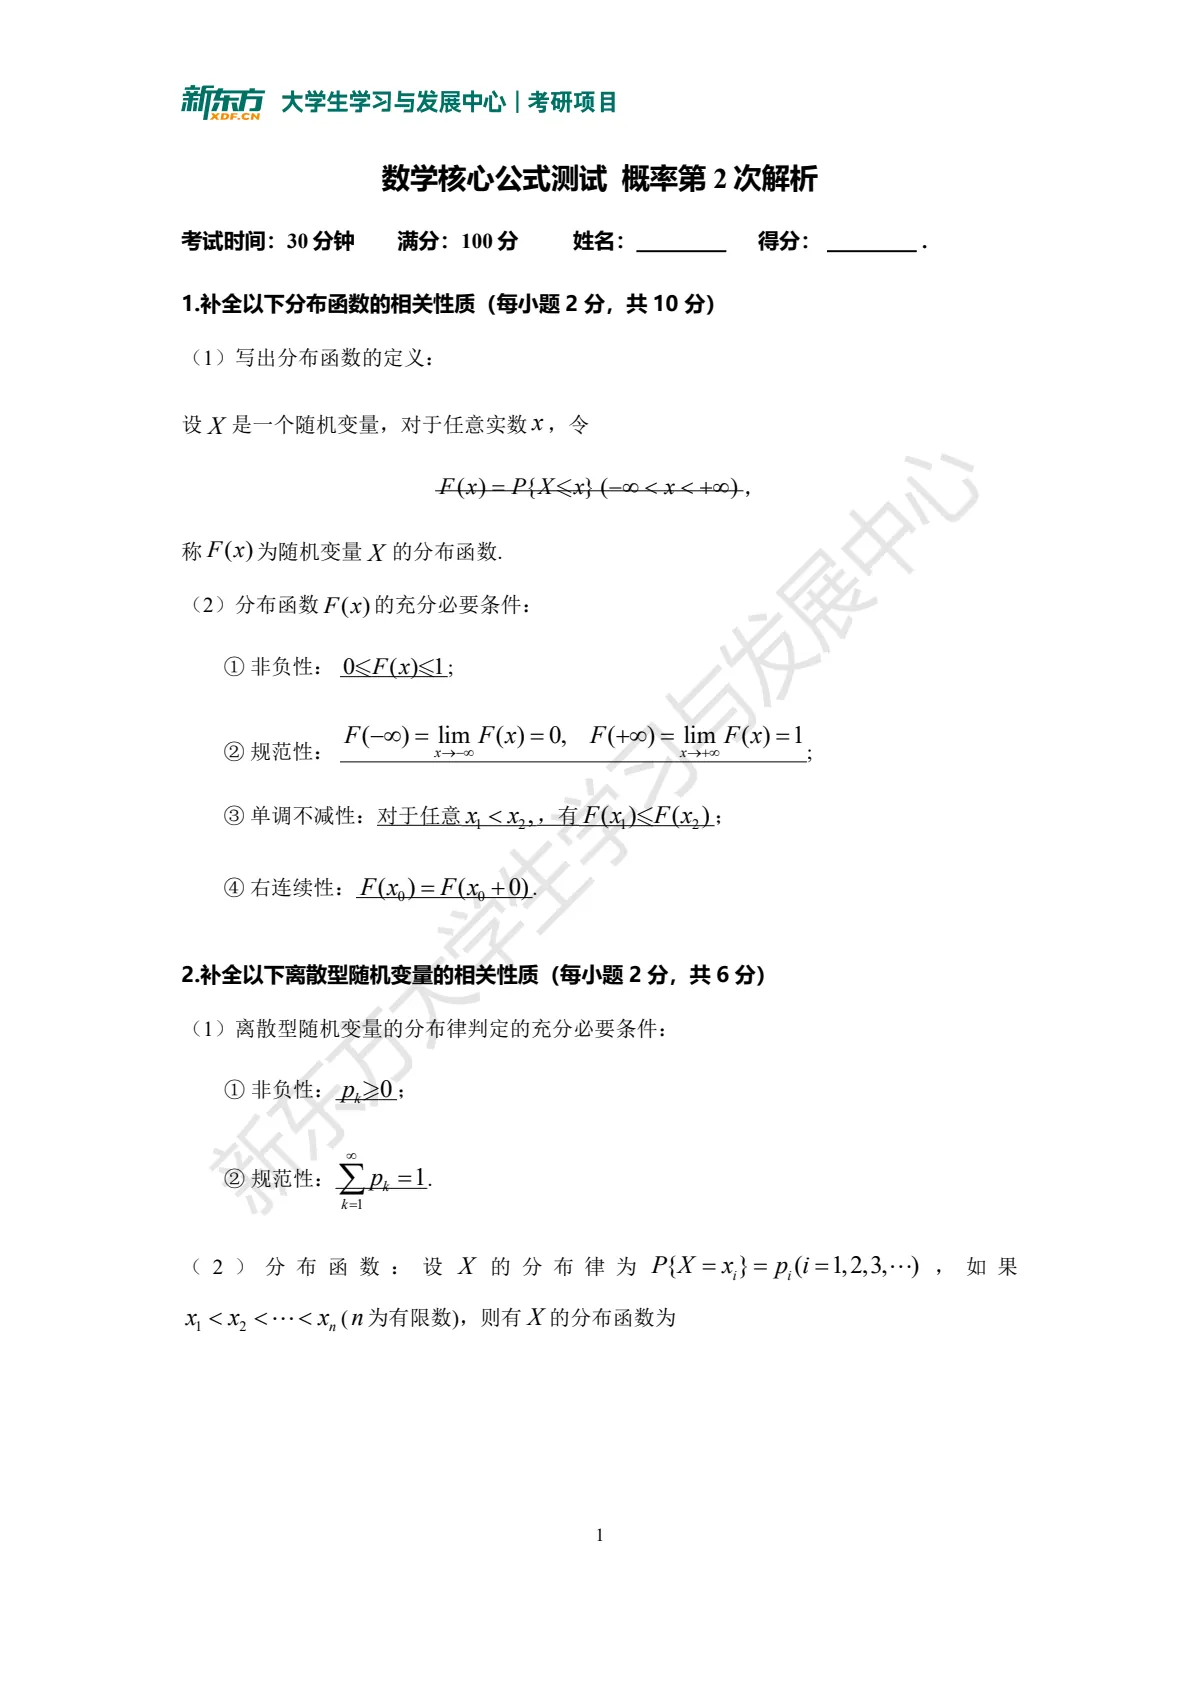 新东方 XDF.CN 大学生学习与发展中心 | 考研项目
数学核心公式测试 概率第 2 次解析
考试时间：30 分钟 满分：100 分 姓名：________ 得分：________ .
1.补全以下分布函数的相关性质（每小题 2 分，共 10 分）
（1）写出分布函数的定义：
设 X 是一个随机变量，对于任意实数 x ，令
F(x) = P{X⩽x} (−∞ < x < +∞) ，
称 F(x) 为随机变量 X 的分布函数.
（2）分布函数 F(x) 的充分必要条件：
① 非负性： 0⩽F(x)⩽1 ;
② 规范性： F(−∞) = lim_{x→−∞} F(x) = 0, F(+∞) = lim_{x→+∞} F(x) = 1 ;
③ 单调不减性：对于任意 x₁ < x₂, ，有 F(x₁)⩽F(x₂) ；
④ 右连续性： F(x₀) = F(x₀ + 0) .
2.补全以下离散型随机变量的相关性质（每小题 2 分，共 6 分）
（1）离散型随机变量的分布律判定的充分必要条件：
① 非负性： pₖ⩾0 ；
② 规范性： ∑_{k=1}^{∞} pₖ = 1 .
（2）分布函数：设 X 的分布律为 P{X = xᵢ} = pᵢ (i = 1, 2, 3, ⋯) ，如果
x₁ < x₂ < ⋯ < xₙ ( n 为有限数)，则有 X 的分布函数为
1
新东方大学生学习与发展中心